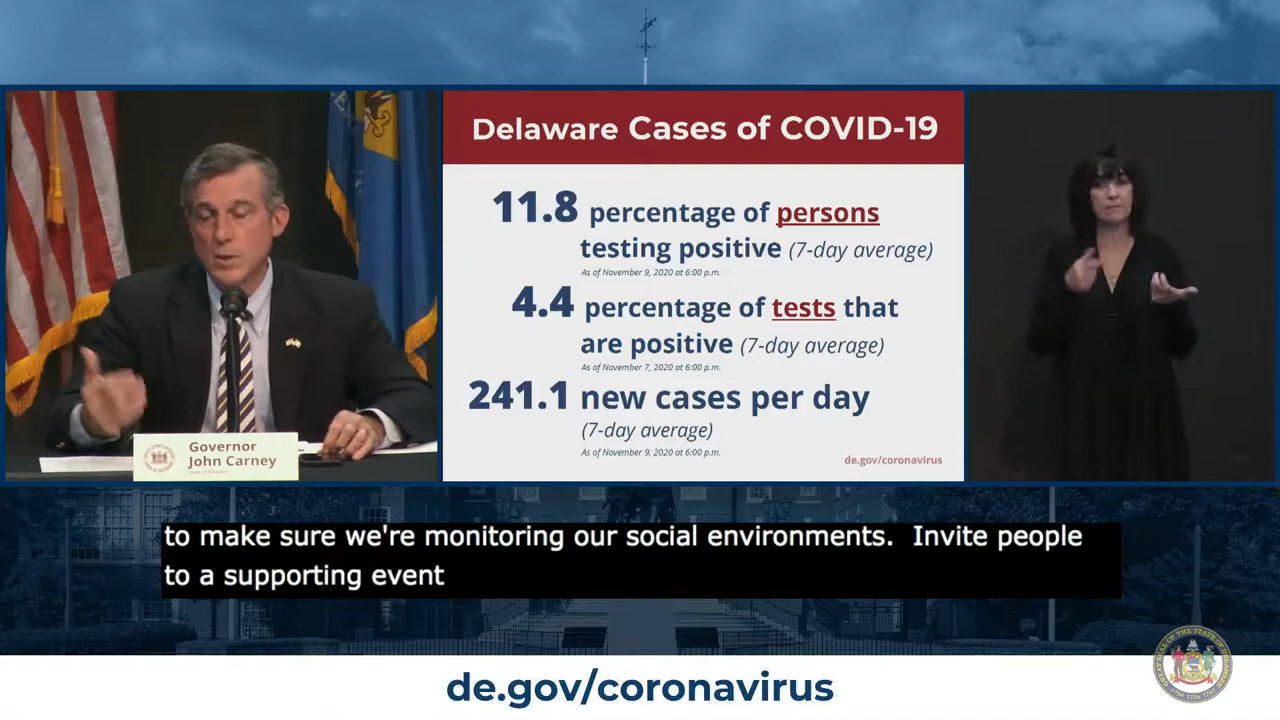 Delaware Cases of COVID-19
11.8 percentage of persons
testing positive (7-day average)
As of November 9, 2020 at 6:00 p.m.
4.4 percentage of tests that
are positive (7-day average)
As of November 7, 2020 at 6:00 p.m.
241.1 new cases per day
(7-day average)
As of November 9, 2020 at 6:00 p.m.
de.gov/coronavirus
Governor
John Carney
to make sure we're monitoring our social environments. Invite people
to a supporting event
de.gov/coronavirus